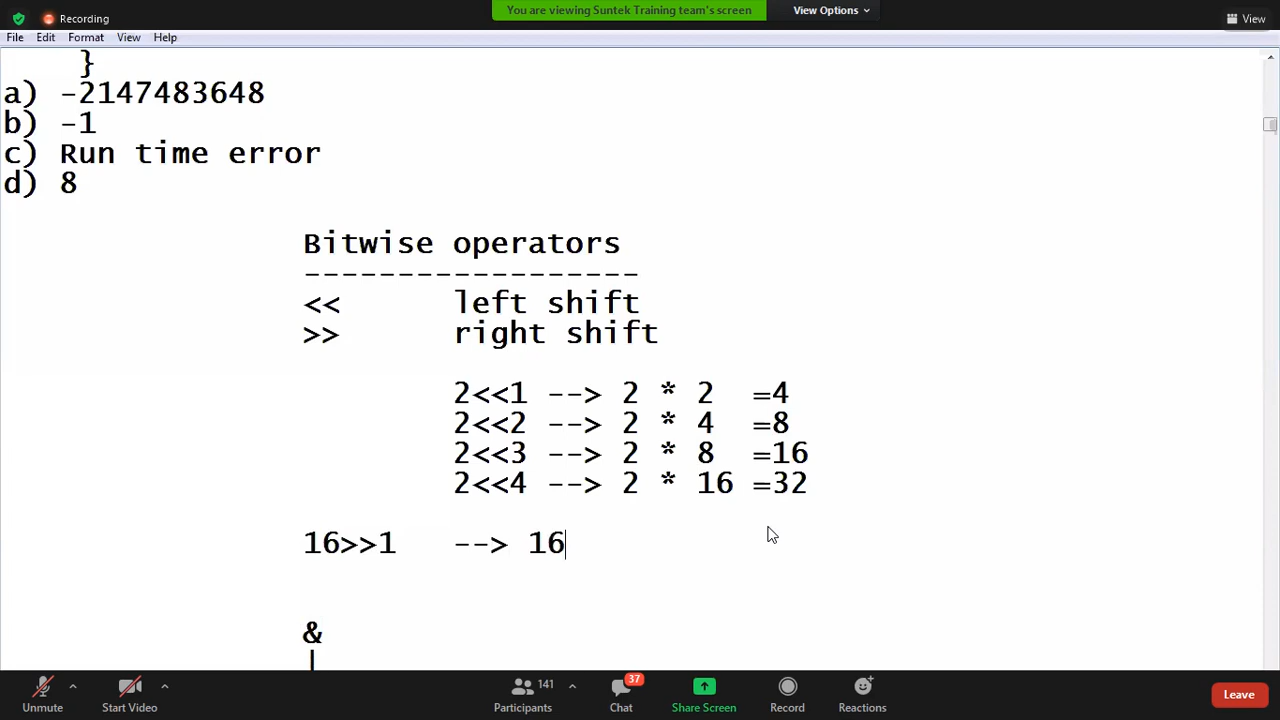 Recording
You are viewing Suntek Training team's screen
View Options
View
File Edit Format View Help
}
a) -2147483648
b) -1
c) Run time error
d) 8
Bitwise operators
------------------
<< left shift
>> right shift
2<<1 --> 2 * 2 =4
2<<2 --> 2 * 4 =8
2<<3 --> 2 * 8 =16
2<<4 --> 2 * 16 =32
16>>1 --> 16
&
|
Unmute
Start Video
141
Participants
37
Chat
Share Screen
Record
Reactions
Leave